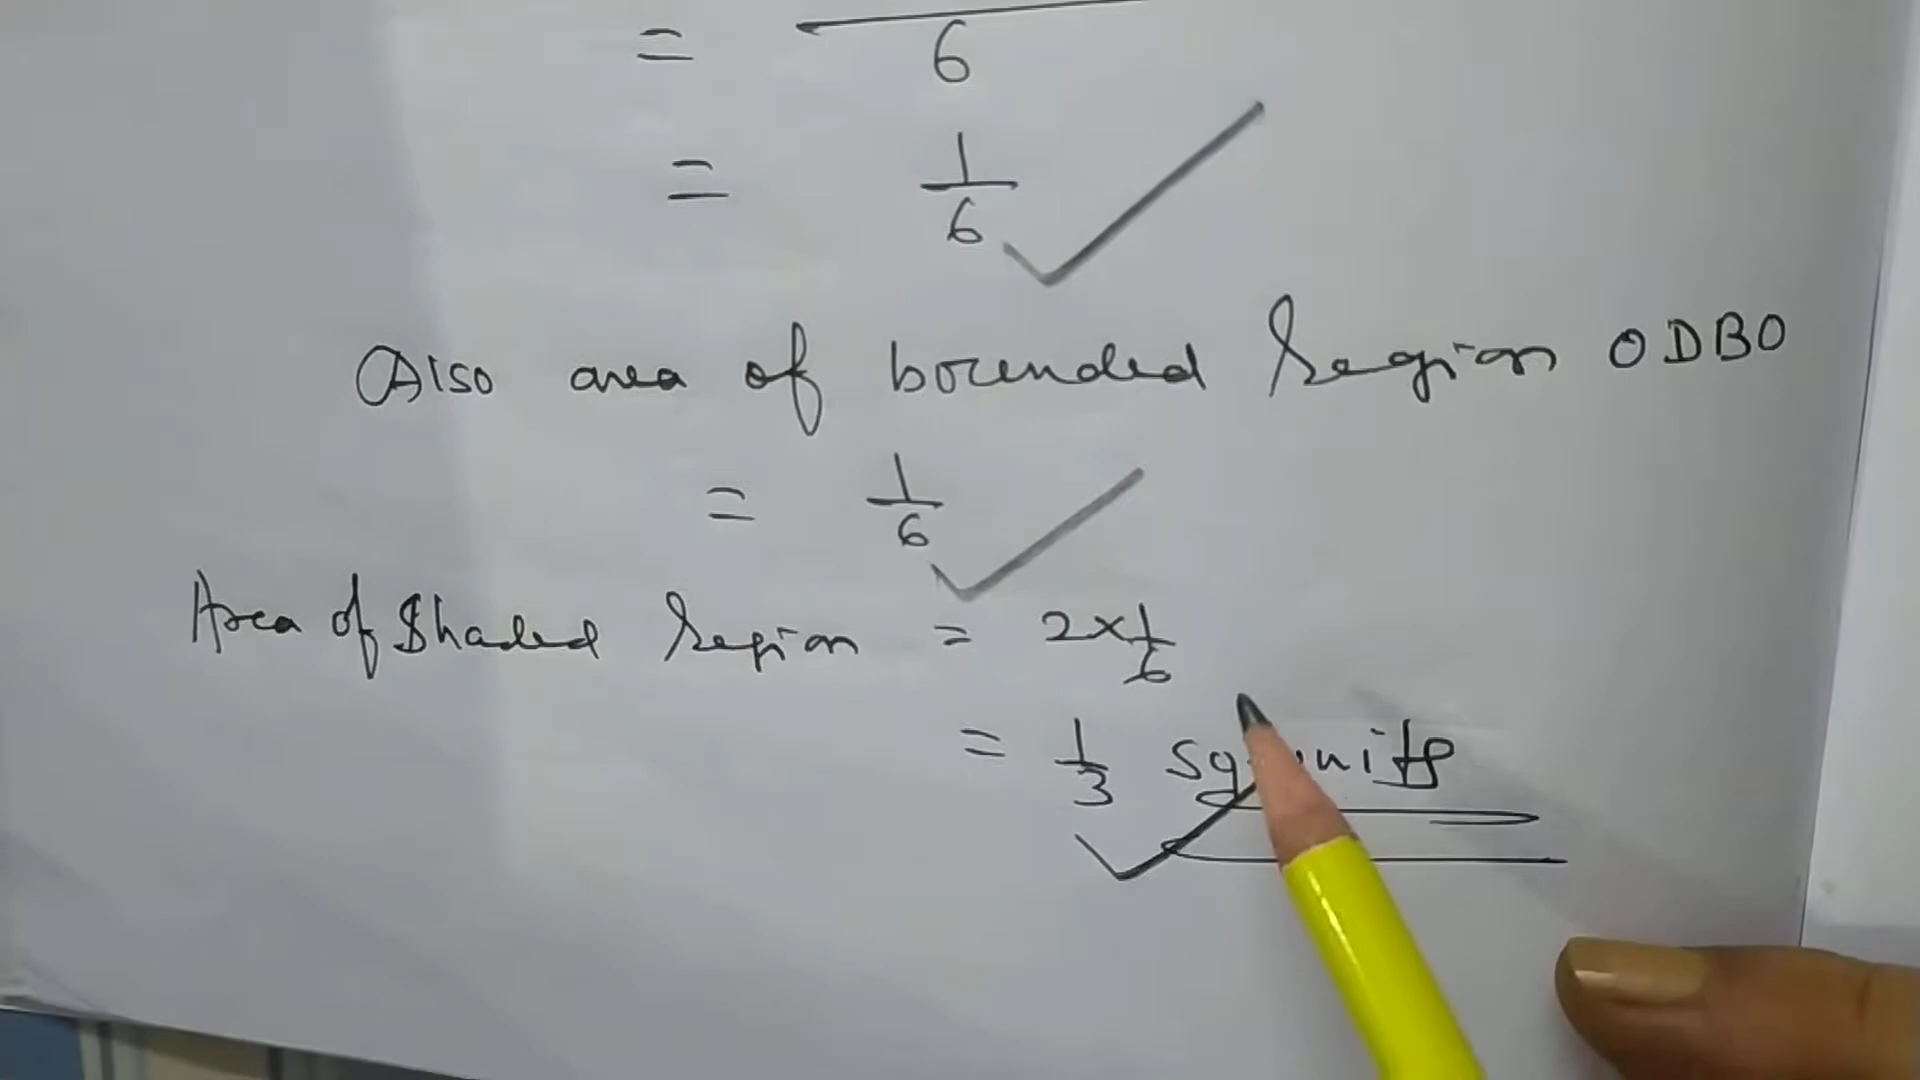 = 6
= 1/6
Also area of bounded region ODBO
= 1/6
Area of Shaded region = 2×1/6
= 1/3 sq units